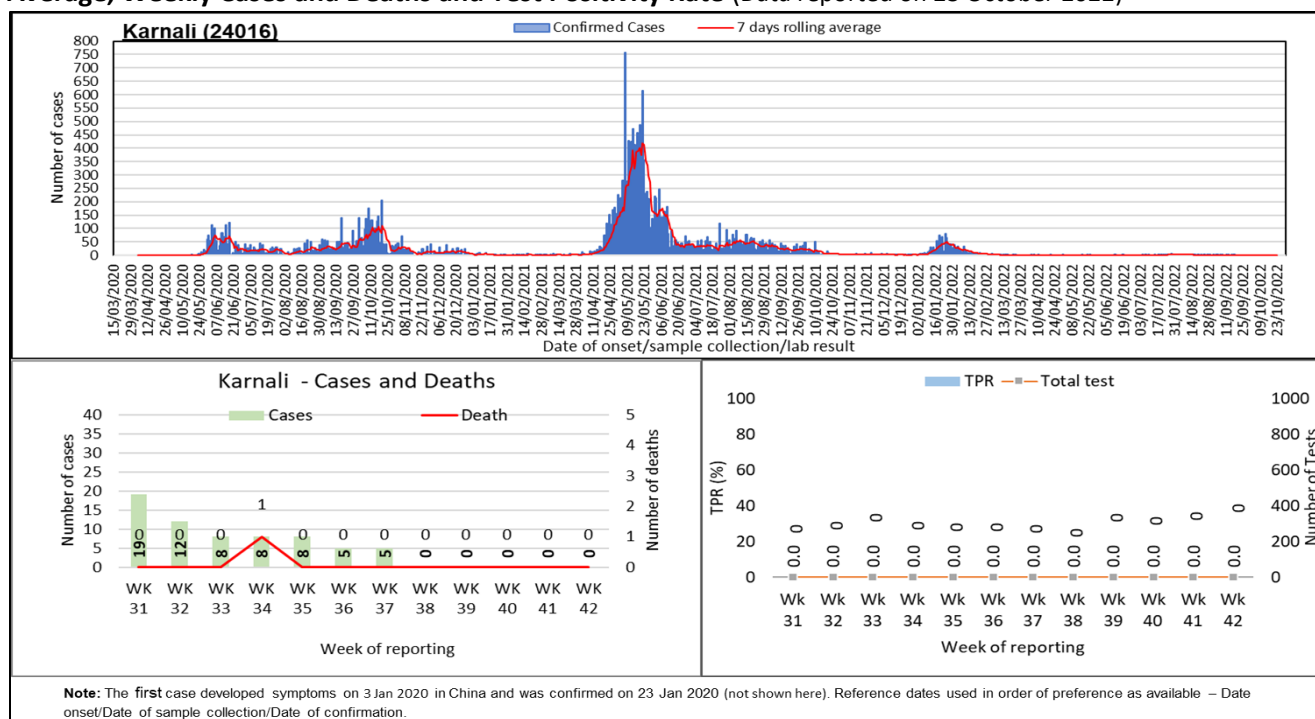 Average, Weekly Cases and Deaths and Test Positivity Rate (Data reported on 23 October 2022)
Karnali (24016)
Confirmed Cases 7 days rolling average
800
750
700
650
600
550
500
450
400
350
300
250
200
150
100
50
0
Number of cases
15/03/2020 29/03/2020 12/04/2020 26/04/2020 10/05/2020 24/05/2020 07/06/2020 21/06/2020 05/07/2020 19/07/2020 02/08/2020 16/08/2020 30/08/2020 13/09/2020 27/09/2020 11/10/2020 25/10/2020 08/11/2020 22/11/2020 06/12/2020 20/12/2020 03/01/2021 17/01/2021 31/01/2021 14/02/2021 28/02/2021 14/03/2021 28/03/2021 11/04/2021 25/04/2021 09/05/2021 23/05/2021 06/06/2021 20/06/2021 04/07/2021 18/07/2021 01/08/2021 15/08/2021 29/08/2021 12/09/2021 26/09/2021 10/10/2021 24/10/2021 07/11/2021 21/11/2021 05/12/2021 19/12/2021 02/01/2022 16/01/2022 30/01/2022 13/02/2022 27/02/2022 13/03/2022 27/03/2022 10/04/2022 24/04/2022 08/05/2022 22/05/2022 05/06/2022 19/06/2022 03/07/2022 17/07/2022 31/07/2022 14/08/2022 28/08/2022 11/09/2022 25/09/2022 09/10/2022 23/10/2022
Date of onset/sample collection/lab result
Karnali - Cases and Deaths
Cases Death
40
35
30
25
20
15
10
5
0
Number of cases
5
4
3
2
1
0
Number of deaths
0 0 0 1 0 0 0 0 0 0 0 0
19 12 8 8 8 5 5 0 0 0 0 0
WK WK WK WK WK WK WK WK WK WK WK WK
31 32 33 34 35 36 37 38 39 40 41 42
Week of reporting
TPR Total test
100
80
60
40
20
0
TPR (%)
1000
800
600
400
200
0
Number of Tests
0 0 0 0 0 0 0 0 0 0 0 0
0.0 0.0 0.0 0.0 0.0 0.0 0.0 0.0 0.0 0.0 0.0 0.0
Wk Wk Wk Wk Wk Wk Wk Wk Wk Wk Wk Wk
31 32 33 34 35 36 37 38 39 40 41 42
Week of reporting
Note: The first case developed symptoms on 3 Jan 2020 in China and was confirmed on 23 Jan 2020 (not shown here). Reference dates used in order of preference as available – Date
onset/Date of sample collection/Date of confirmation.